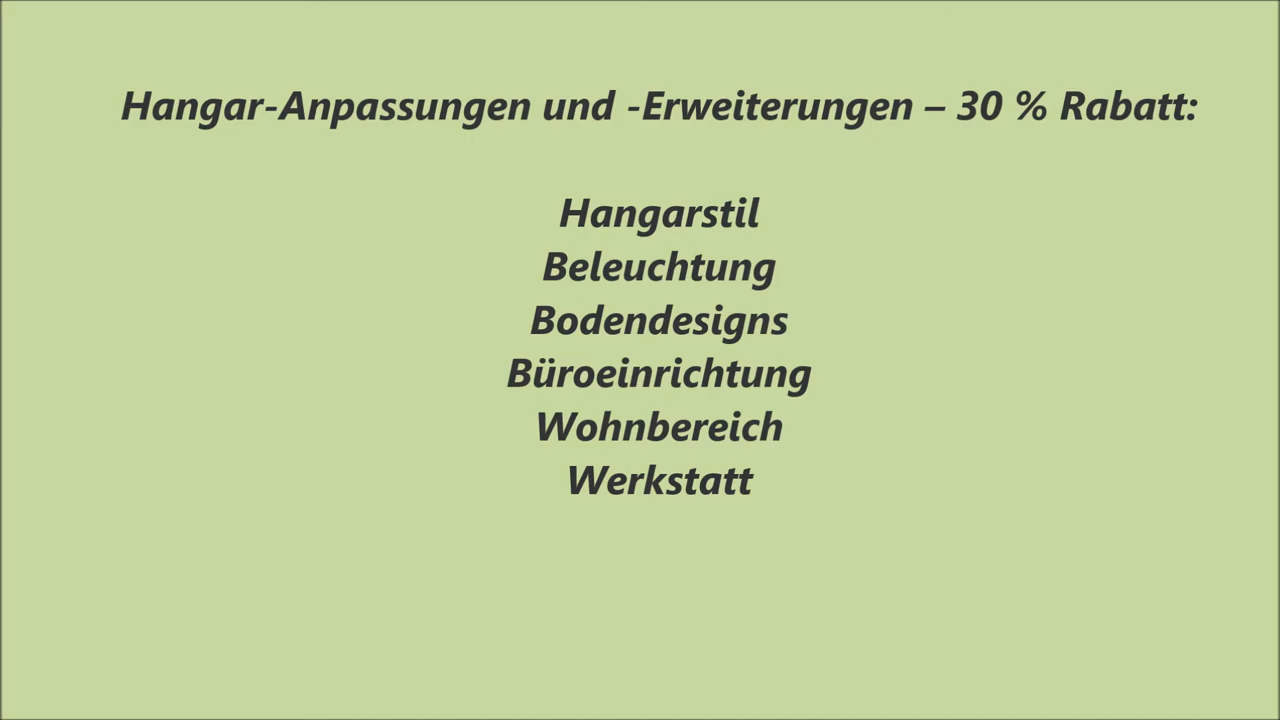 Hangar-Anpassungen und -Erweiterungen – 30 % Rabatt:
Hangarstil
Beleuchtung
Bodendesigns
Büroeinrichtung
Wohnbereich
Werkstatt